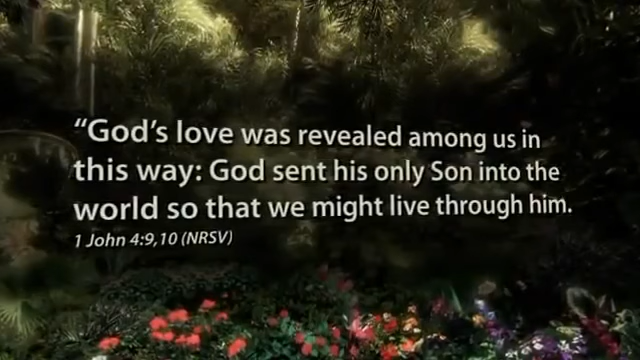 “God’s love was revealed among us in
this way: God sent his only Son into the
world so that we might live through him.
1 John 4:9,10 (NRSV)